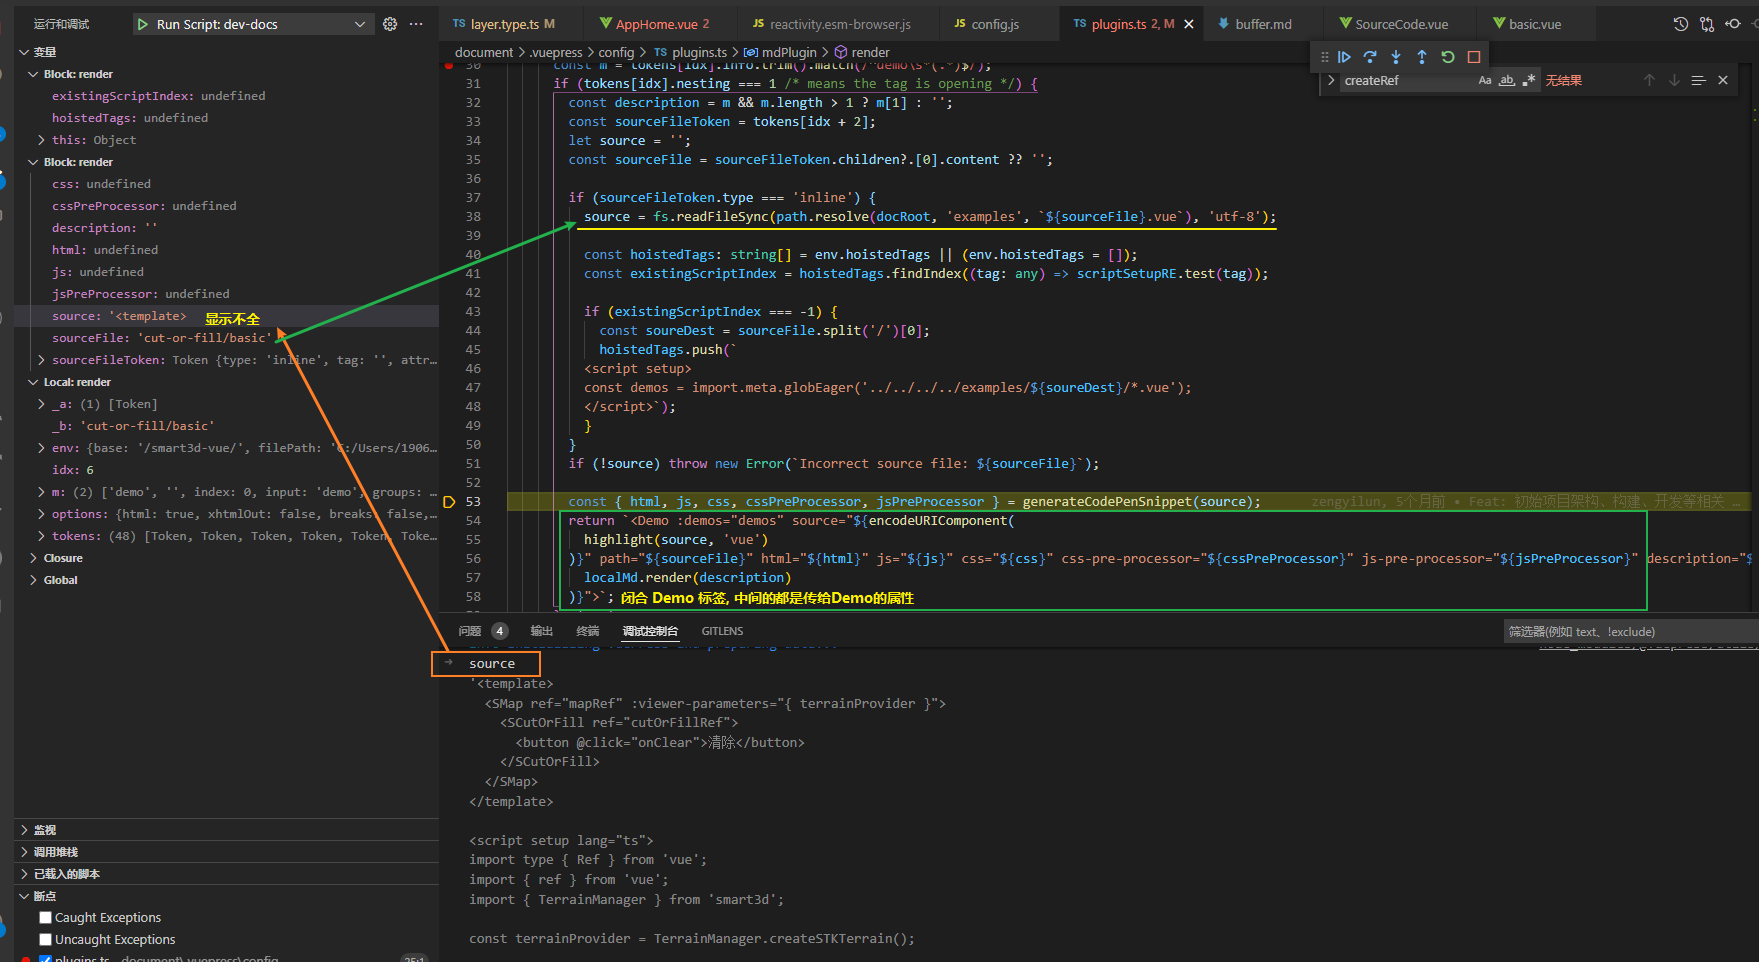 运行和调试
Run Script: dev-docs
TS layer.type.ts M
AppHome.vue 2
JS reactivity.esm-browser.js
JS config.js
TS plugins.ts 2, M
buffer.md
SourceCode.vue
basic.vue
document > .vuepress > config > TS plugins.ts > mdPlugin > render
createRef
Aa
ab
无结果
变量
Block: render
existingScriptIndex: undefined
hoistedTags: undefined
this: Object
Block: render
css: undefined
cssPreProcessor: undefined
description: ''
html: undefined
js: undefined
jsPreProcessor: undefined
source: '<template>
显示不全
sourceFile: 'cut-or-fill/basic'
sourceFileToken: Token {type: 'inline', tag: '', attr…
Local: render
_a: (1) [Token]
_b: 'cut-or-fill/basic'
env: {base: '/smart3d-vue/', filePath: 'C:/Users/1906…
idx: 6
m: (2) ['demo', '', index: 0, input: 'demo', groups: …
options: {html: true, xhtmlOut: false, breaks: false,…
tokens: (48) [Token, Token, Token, Token, Token, Toke…
Closure
Global
监视
调用堆栈
已载入的脚本
断点
Caught Exceptions
Uncaught Exceptions
plugins.ts document\.vuepress\config
30 const m = tokens[idx].info.trim().match(/^demo\s*(.*)$/);
31 if (tokens[idx].nesting === 1 /* means the tag is opening */) {
32 const description = m && m.length > 1 ? m[1] : '';
33 const sourceFileToken = tokens[idx + 2];
34 let source = '';
35 const sourceFile = sourceFileToken.children?.[0].content ?? '';
36
37 if (sourceFileToken.type === 'inline') {
38 source = fs.readFileSync(path.resolve(docRoot, 'examples', `${sourceFile}.vue`), 'utf-8');
39
40 const hoistedTags: string[] = env.hoistedTags || (env.hoistedTags = []);
41 const existingScriptIndex = hoistedTags.findIndex((tag: any) => scriptSetupRE.test(tag));
42
43 if (existingScriptIndex === -1) {
44 const soureDest = sourceFile.split('/')[0];
45 hoistedTags.push(`
46 <script setup>
47 const demos = import.meta.globEager('../../../../examples/${soureDest}/*.vue');
48 </script>`);
49 }
50 }
51 if (!source) throw new Error(`Incorrect source file: ${sourceFile}`);
52
53 const { html, js, css, cssPreProcessor, jsPreProcessor } = generateCodePenSnippet(source); zengyilun, 5个月前 • Feat: 初始项目架构、构建、开发等相关 …
54 return `<Demo :demos="demos" source="${encodeURIComponent(
55 highlight(source, 'vue')
56 )}" path="${sourceFile}" html="${html}" js="${js}" css="${css}" css-pre-processor="${cssPreProcessor}" js-pre-processor="${jsPreProcessor}" description="$
57 localMd.render(description)
58 )}">`; 闭合 Demo 标签, 中间的都是传给Demo的属性
问题 4
输出
终端
调试控制台
GITLENS
筛选器(例如 text、!exclude)
source
'<template>
<SMap ref="mapRef" :viewer-parameters="{ terrainProvider }">
<SCutOrFill ref="cutOrFillRef">
<button @click="onClear">清除</button>
</SCutOrFill>
</SMap>
</template>
<script setup lang="ts">
import type { Ref } from 'vue';
import { ref } from 'vue';
import { TerrainManager } from 'smart3d';
const terrainProvider = TerrainManager.createSTKTerrain();